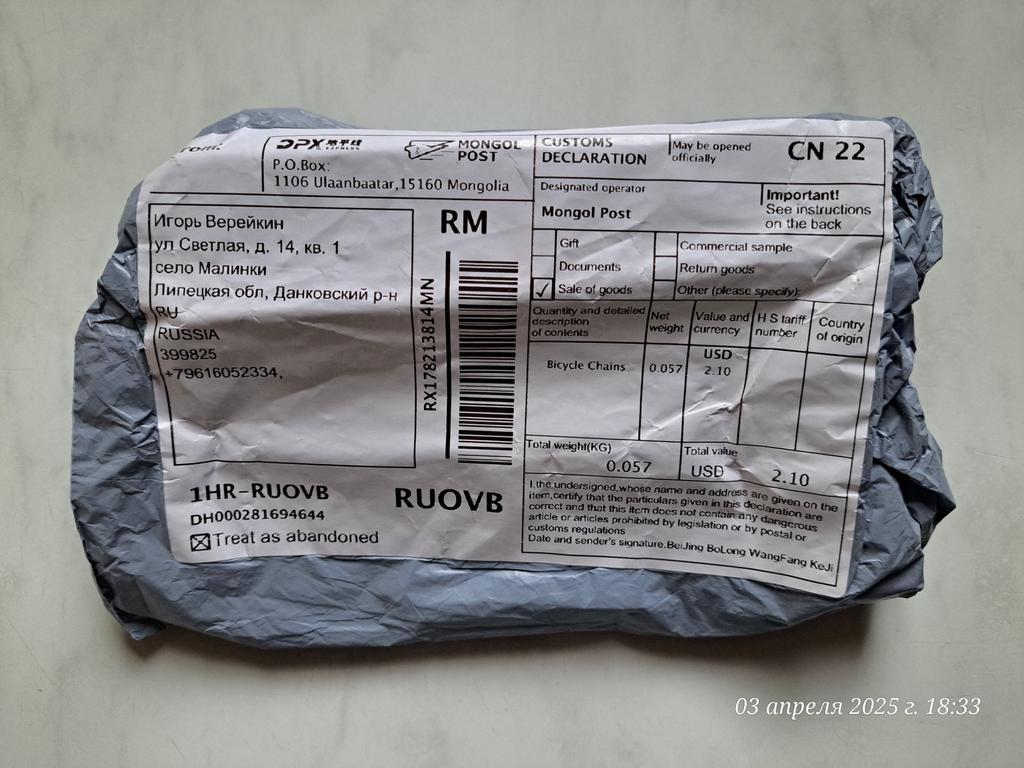 From:
DPX 地平线
EXPRESS
MONGOL
POST
P.O.Box:
1106 Ulaanbaatar,15160 Mongolia
Игорь Верейкин
ул Светлая, д. 14, кв. 1
село Малинки
Липецкая обл, Данковский р-н
RU
RUSSIA
399825
+79616052334,
RM
RX178213814MN
1HR-RUOVB
RUOVB
DH000281694644
Treat as abandoned
CUSTOMS
DECLARATION
May be opened
officially
CN 22
Designated operator
Mongol Post
Important!
See instructions
on the back
Gift
Commercial sample
Documents
Return goods
✓ Sale of goods
Other (please specify):
Quantity and detailed
description
of contents
Net
weight
Value and
currency
H S tariff
number
Country
of origin
Bicycle Chains
0.057
USD
2.10
Total weight(KG)
0.057
Total value
USD 2.10
I,the,undersigned,whose name and address are given on the
item,certify that the particulars given in this declaration are
correct and that this item does not contain any dangerous
article or articles prohibited by legislation or by postal or
customs regulations
Date and sender's signature.BeiJing BoLong WangFang KeJi
03 апреля 2025 г. 18:33